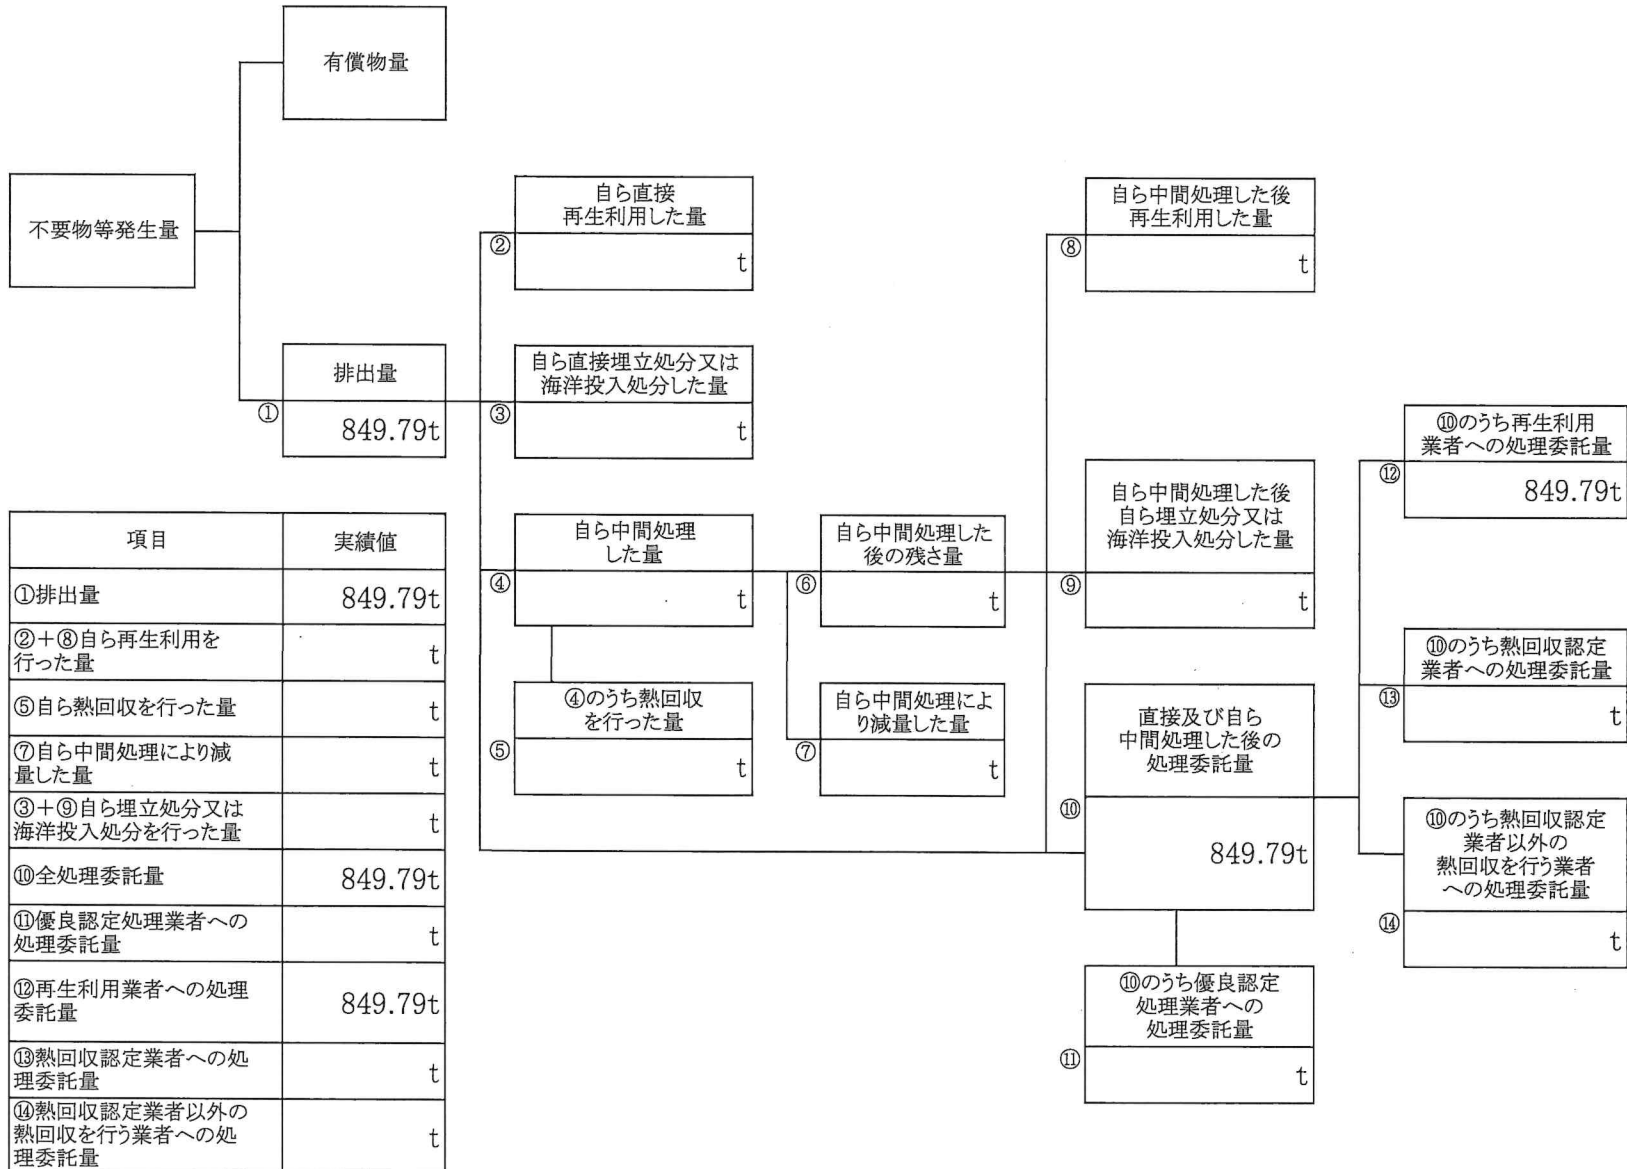 有償物量
不要物等発生量
自ら直接
再生利用した量
②
t
自ら中間処理した後
再生利用した量
⑧
t
排出量
①
849.79t
自ら直接埋立処分又は
海洋投入処分した量
③
t
⑩のうち再生利用
業者への処理委託量
⑫
849.79t
自ら中間処理
した量
④
t
自ら中間処理した
後の残さ量
⑥
t
自ら中間処理した後
自ら埋立処分又は
海洋投入処分した量
⑨
t
⑩のうち熱回収認定
業者への処理委託量
⑬
t
④のうち熱回収
を行った量
⑤
t
自ら中間処理によ
り減量した量
⑦
t
直接及び自ら
中間処理した後の
処理委託量
⑩
849.79t
⑩のうち熱回収認定
業者以外の
熱回収を行う業者
への処理委託量
⑭
t
⑩のうち優良認定
処理業者への
処理委託量
⑪
t
項目 実績値
①排出量 849.79t
②+⑧自ら再生利用を
行った量 t
⑤自ら熱回収を行った量 t
⑦自ら中間処理により減
量した量 t
③+⑨自ら埋立処分又は
海洋投入処分を行った量 t
⑩全処理委託量 849.79t
⑪優良認定処理業者への
処理委託量 t
⑫再生利用業者への処理
委託量 849.79t
⑬熱回収認定業者への処
理委託量 t
⑭熱回収認定業者以外の
熱回収を行う業者への処
理委託量 t